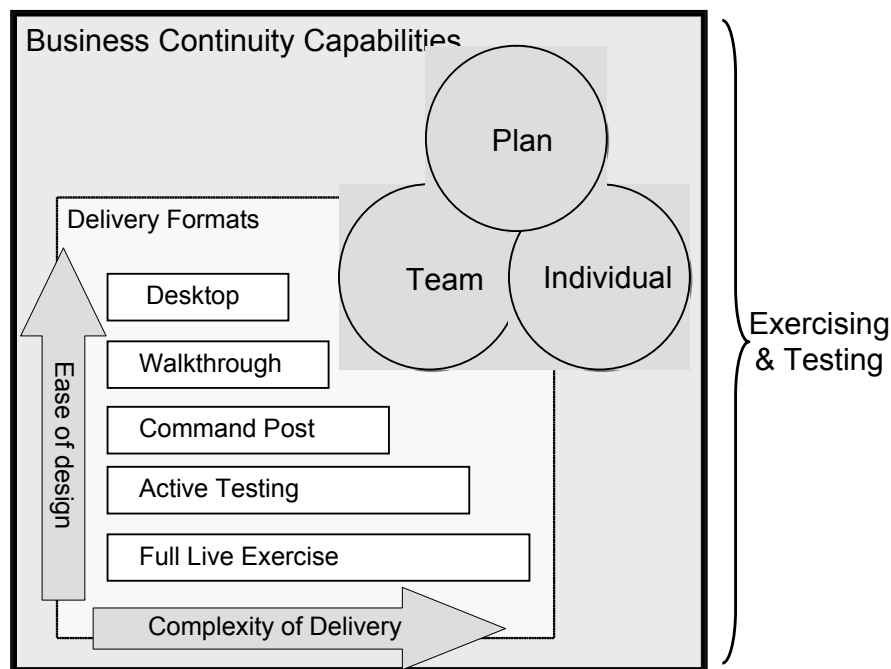 Business Continuity Capabilities
Plan
Team
Individual
Delivery Formats
Desktop
Walkthrough
Command Post
Active Testing
Full Live Exercise
Ease of design
Complexity of Delivery
Exercising
& Testing